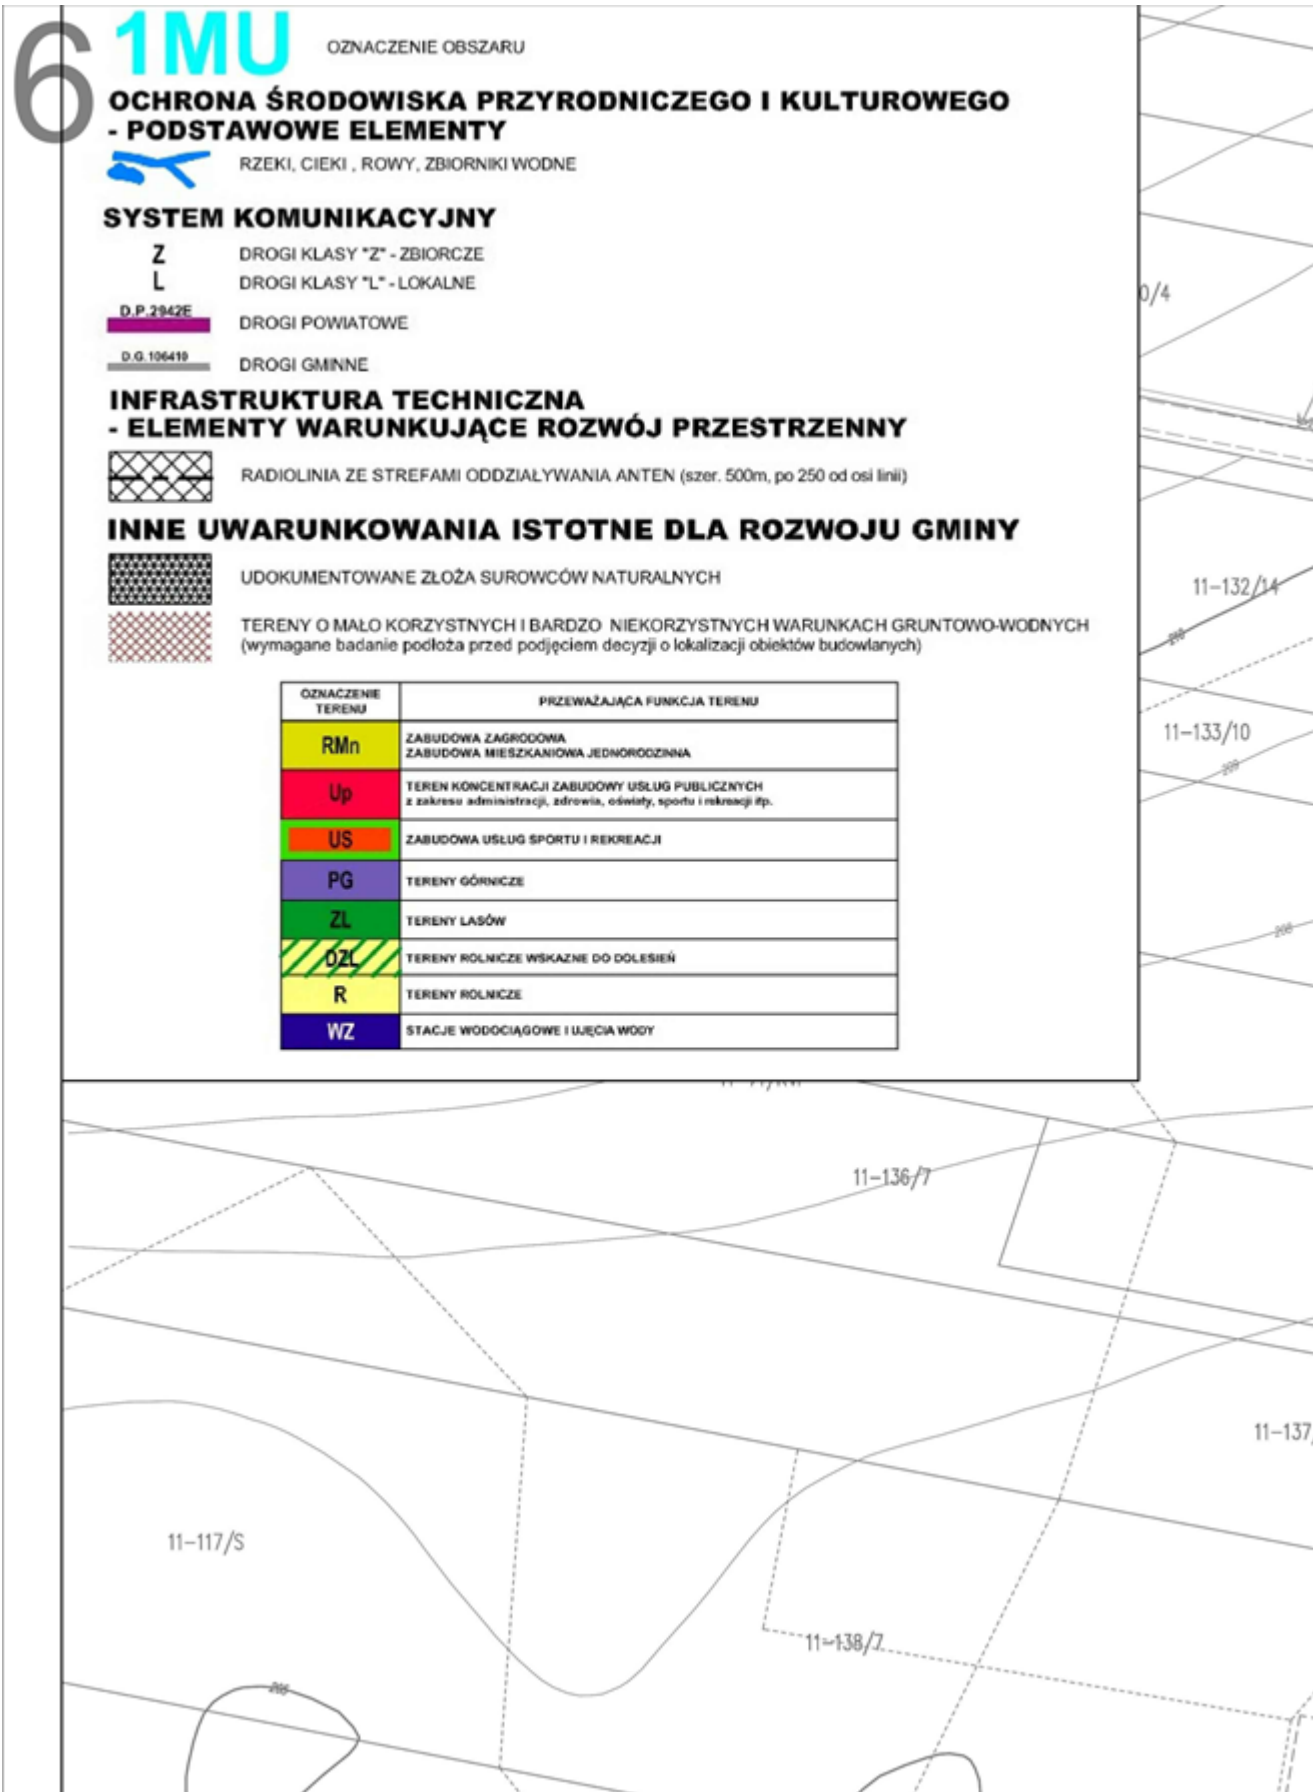 6
1MU OZNACZENIE OBSZARU
OCHRONA ŚRODOWISKA PRZYRODNICZEGO I KULTUROWEGO
- PODSTAWOWE ELEMENTY
RZEKI, CIEKI , ROWY, ZBIORNIKI WODNE
SYSTEM KOMUNIKACYJNY
Z DROGI KLASY "Z" - ZBIORCZE
L DROGI KLASY "L" - LOKALNE
D.P.2942E
DROGI POWIATOWE
D.G.106410
DROGI GMINNE
INFRASTRUKTURA TECHNICZNA
- ELEMENTY WARUNKUJĄCE ROZWÓJ PRZESTRZENNY
RADIOLINIA ZE STREFAMI ODDZIAŁYWANIA ANTEN (szer. 500m, po 250 od osi linii)
INNE UWARUNKOWANIA ISTOTNE DLA ROZWOJU GMINY
UDOKUMENTOWANE ZŁOŻA SUROWCÓW NATURALNYCH
TERENY O MAŁO KORZYSTNYCH I BARDZO NIEKORZYSTNYCH WARUNKACH GRUNTOWO-WODNYCH
(wymagane badanie podłoża przed podjęciem decyzji o lokalizacji obiektów budowlanych)
OZNACZENIE
TERENU
PRZEWAŻAJĄCA FUNKCJA TERENU
RMn
ZABUDOWA ZAGRODOWA
ZABUDOWA MIESZKANIOWA JEDNORODZINNA
Up
TEREN KONCENTRACJI ZABUDOWY USŁUG PUBLICZNYCH
z zakresu administracji, zdrowia, oświaty, sportu i rekreacji itp.
US ZABUDOWA USŁUG SPORTU I REKREACJI
PG TERENY GÓRNICZE
ZL TERENY LASÓW
DZL TERENY ROLNICZE WSKAZNE DO DOLESIEŃ
R TERENY ROLNICZE
WZ STACJE WODOCIĄGOWE I UJĘCIA WODY
0/4
11-132/14
11-133/10
209
208
11-136/7
11-137/
11-117/S
11-138/7